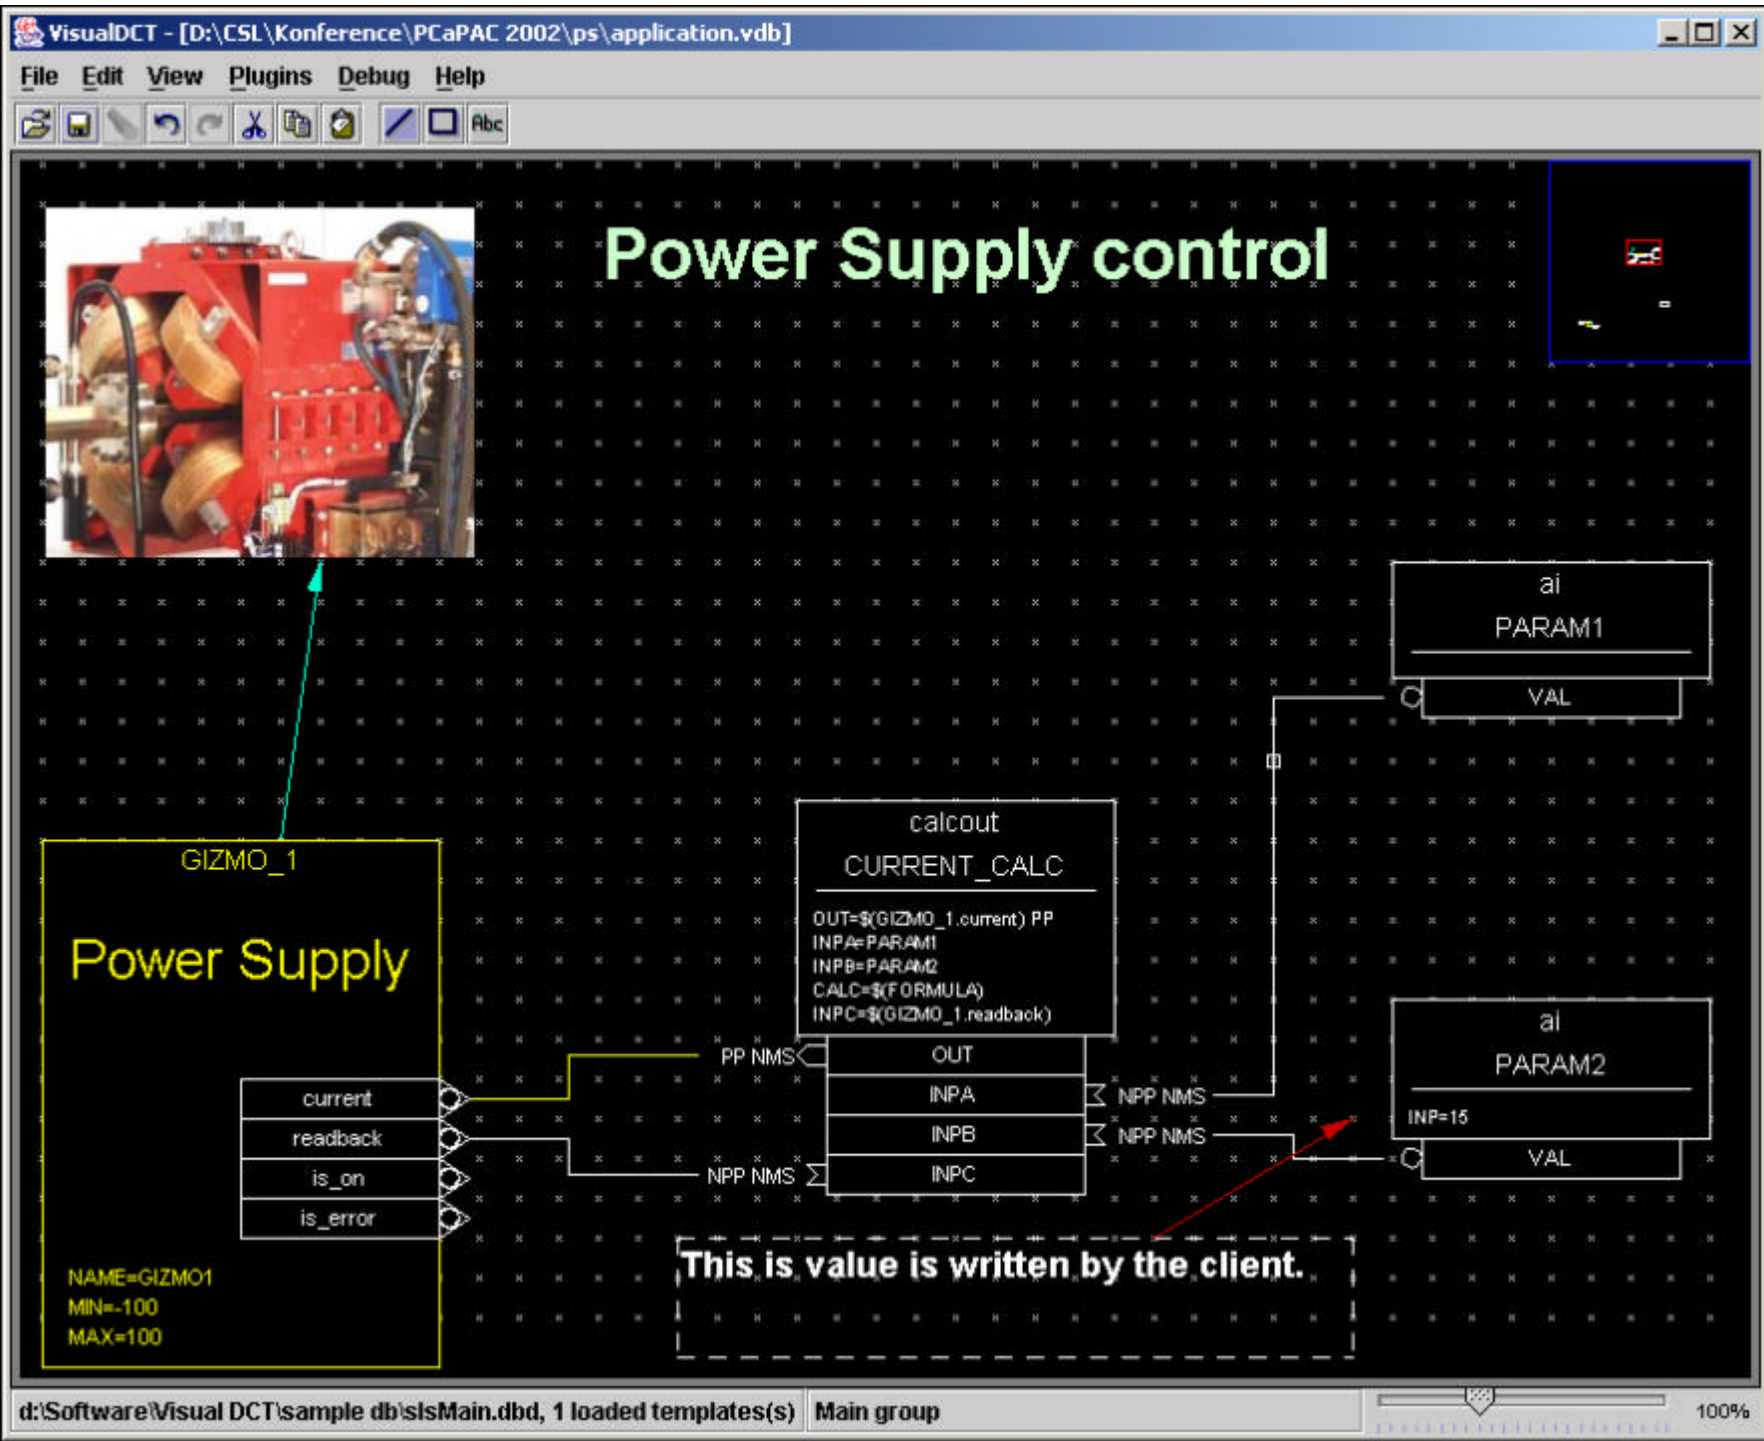 VisualDCT - [D:\CSL\Konference\PCaPAC 2002\ps\application.vdb]
File Edit View Plugins Debug Help
Abc
Power Supply control
ai
PARAM1
VAL
calcout
CURRENT_CALC
OUT=$(GIZMO_1.current) PP
INPA=PARAM1
INPB=PARAM2
CALC=$(FORMULA)
INPC=$(GIZMO_1.readback)
PP NMS OUT
INPA NPP NMS
INPB NPP NMS
NPP NMS INPC
GIZMO_1
Power Supply
current
readback
is_on
is_error
NAME=GIZMO1
MIN=-100
MAX=100
ai
PARAM2
INP=15
VAL
This is value is written by the client.
d:\Software\Visual DCT\sample db\slsMain.dbd, 1 loaded templates(s) Main group 100%